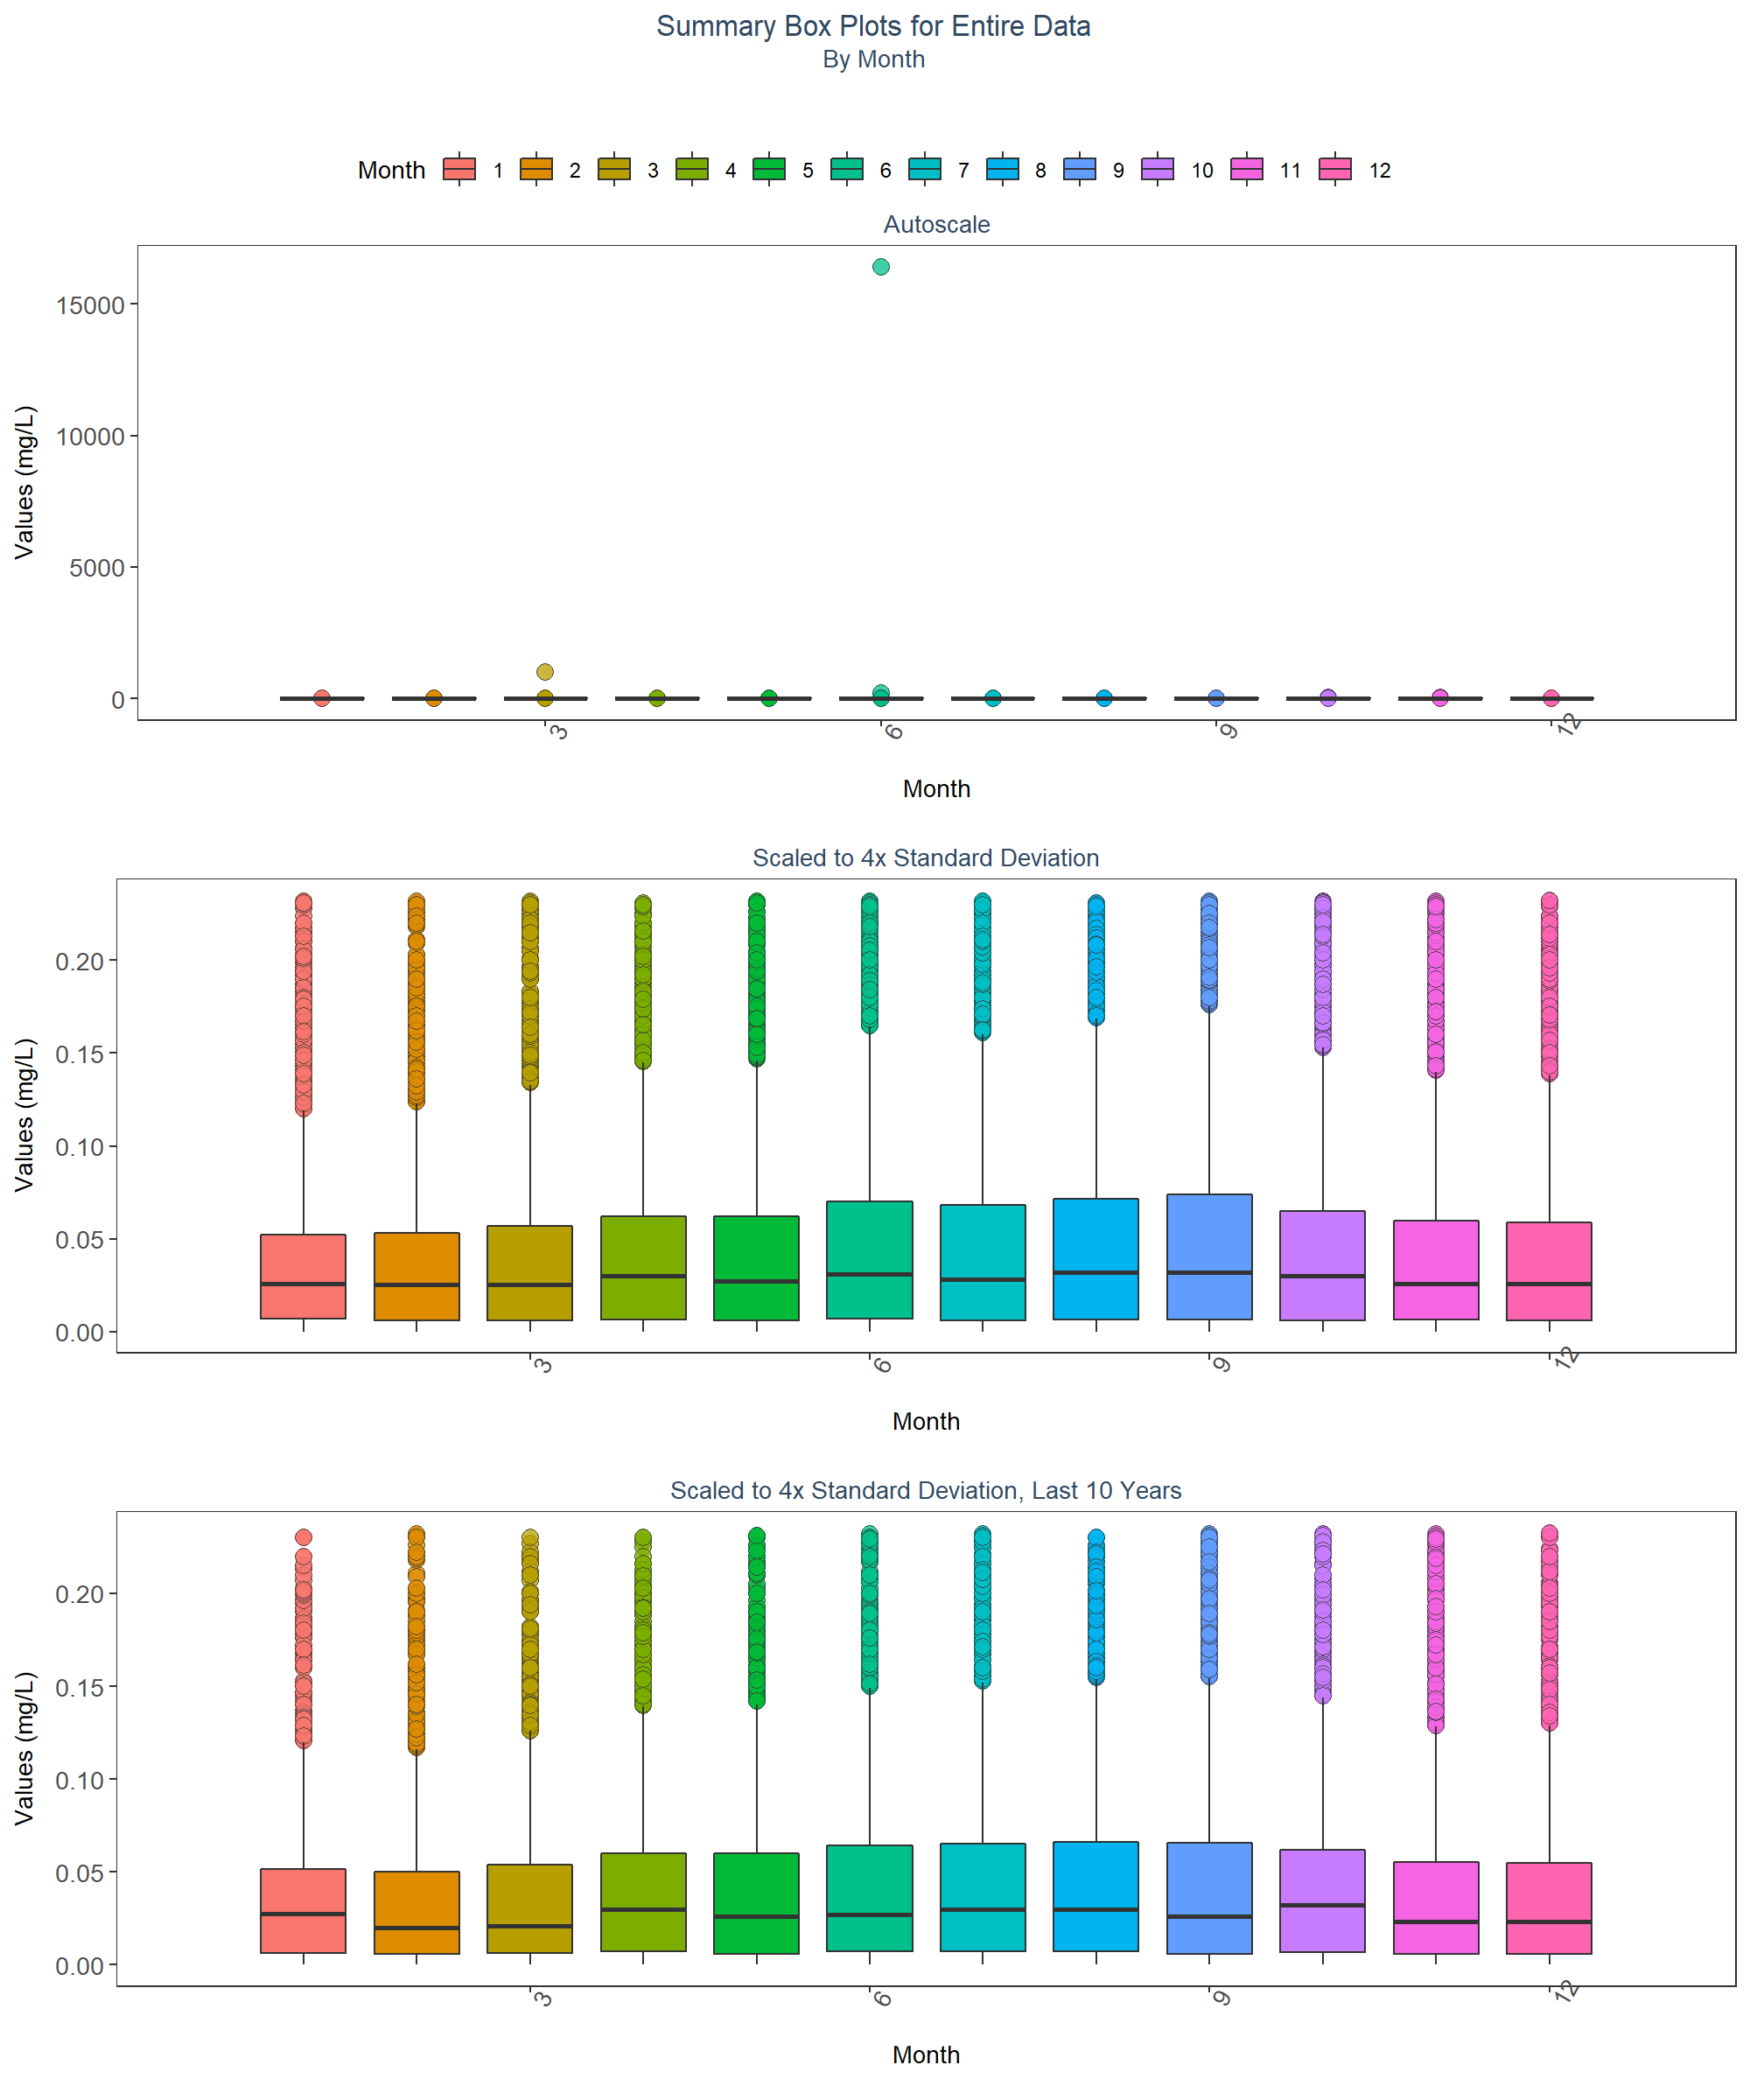 Summary Box Plots for Entire Data
By Month
Month 1 2 3 4 5 6 7 8 9 10 11 12
Autoscale
Values (mg/L)
15000
10000
5000
0
3 6 9 12
Month
Scaled to 4x Standard Deviation
Values (mg/L)
0.20
0.15
0.10
0.05
0.00
3 6 9 12
Month
Scaled to 4x Standard Deviation, Last 10 Years
Values (mg/L)
0.20
0.15
0.10
0.05
0.00
3 6 9 12
Month